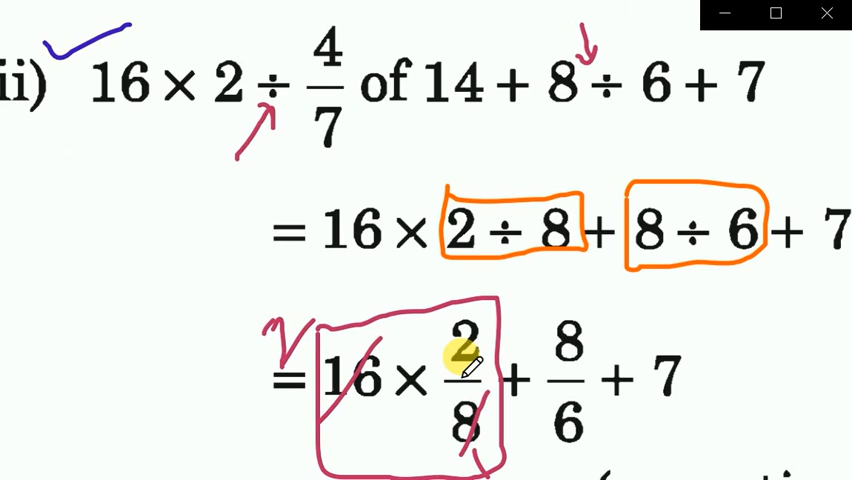 ii) 16 × 2 ÷ 4/7 of 14 + 8 ÷ 6 + 7
= 16 × 2 ÷ 8 + 8 ÷ 6 + 7
= 16 × 2/8 + 8/6 + 7